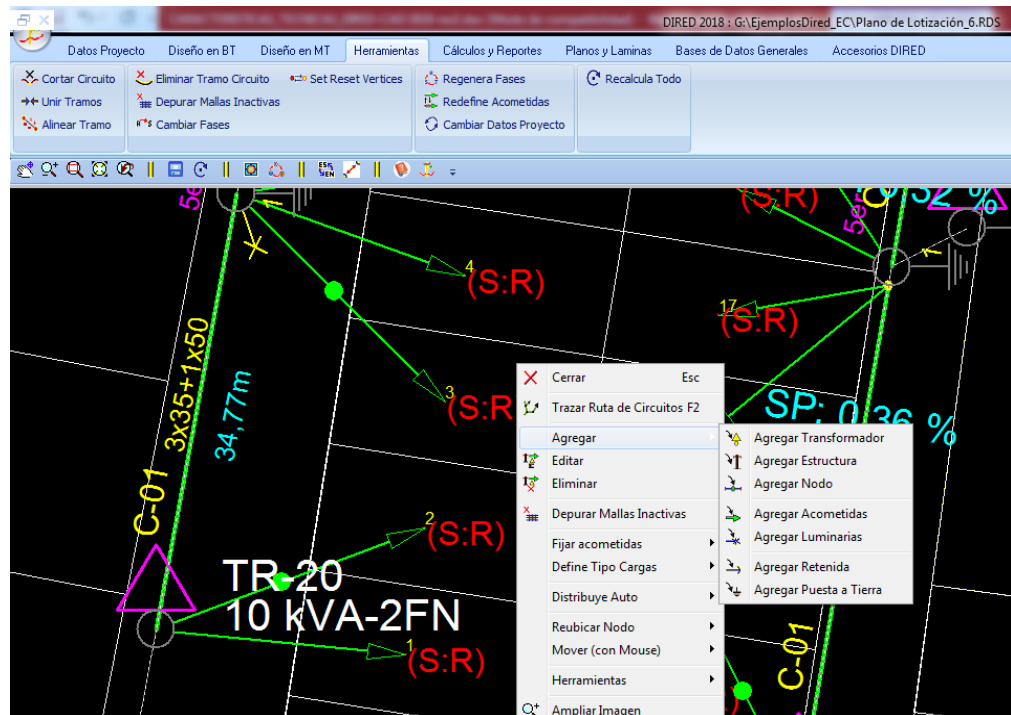 DIRED 2018 : G:\EjemplosDired_EC\Plano de Lotización_6.RDS
Datos Proyecto Diseño en BT Diseño en MT Herramientas Cálculos y Reportes Planos y Laminas Bases de Datos Generales Accesorios DIRED
Cortar Circuito Eliminar Tramo Circuito Set Reset Vertices Regenera Fases Recalcula Todo
Unir Tramos Depurar Mallas Inactivas Redefine Acometidas
Alinear Tramo Cambiar Fases Cambiar Datos Proyecto
5er
1
4
(S:R)
3
(S:R
3x35+1x50
34,77m
C-01
2
(S:R)
TR-20
10 kVA-2FN
1
(S:R)
(S:R)
5er
C
0,32 %
1
17
(S:R)
SP: 0,36 %
C-01
Cerrar Esc
Trazar Ruta de Circuitos F2
Agregar
Editar
Eliminar
Depurar Mallas Inactivas
Fijar acometidas
Define Tipo Cargas
Distribuye Auto
Reubicar Nodo
Mover (con Mouse)
Herramientas
Ampliar Imagen
Agregar Transformador
Agregar Estructura
Agregar Nodo
Agregar Acometidas
Agregar Luminarias
Agregar Retenida
Agregar Puesta a Tierra